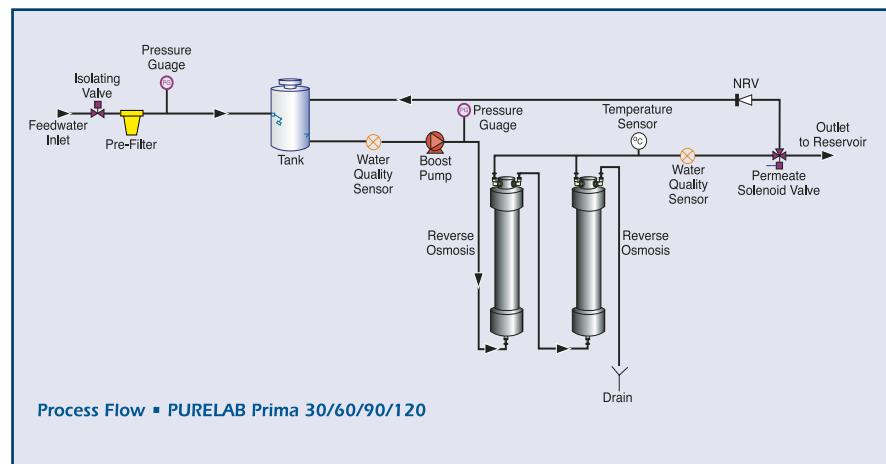 Pressure
Guage
Isolating
Valve
PG
Feedwater
Inlet
Pre-Filter
Tank
Water
Quality
Sensor
Boost
Pump
PG
Pressure
Guage
Temperature
Sensor
°C
NRV
Outlet
to Reservoir
Water
Quality
Sensor
Permeate
Solenoid Valve
Reverse
Osmosis
Reverse
Osmosis
Drain
Process Flow ▪ PURELAB Prima 30/60/90/120